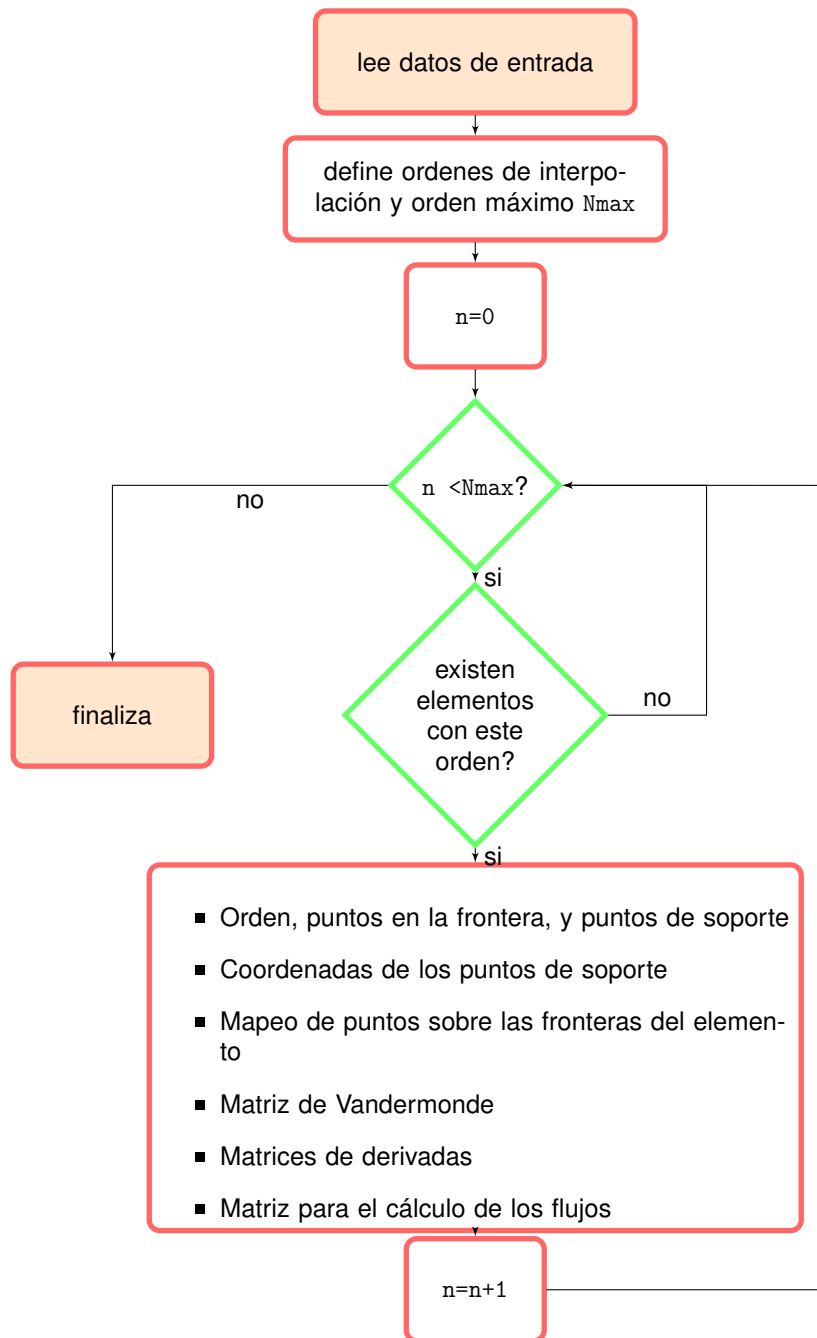 lee datos de entrada
define ordenes de interpo-
lación y orden máximo Nmax
n=0
n <Nmax?
no
si
existen
elementos
con este
orden?
no
finaliza
si
▪ Orden, puntos en la frontera, y puntos de soporte
▪ Coordenadas de los puntos de soporte
▪ Mapeo de puntos sobre las fronteras del elemen-
to
▪ Matriz de Vandermonde
▪ Matrices de derivadas
▪ Matriz para el cálculo de los flujos
n=n+1